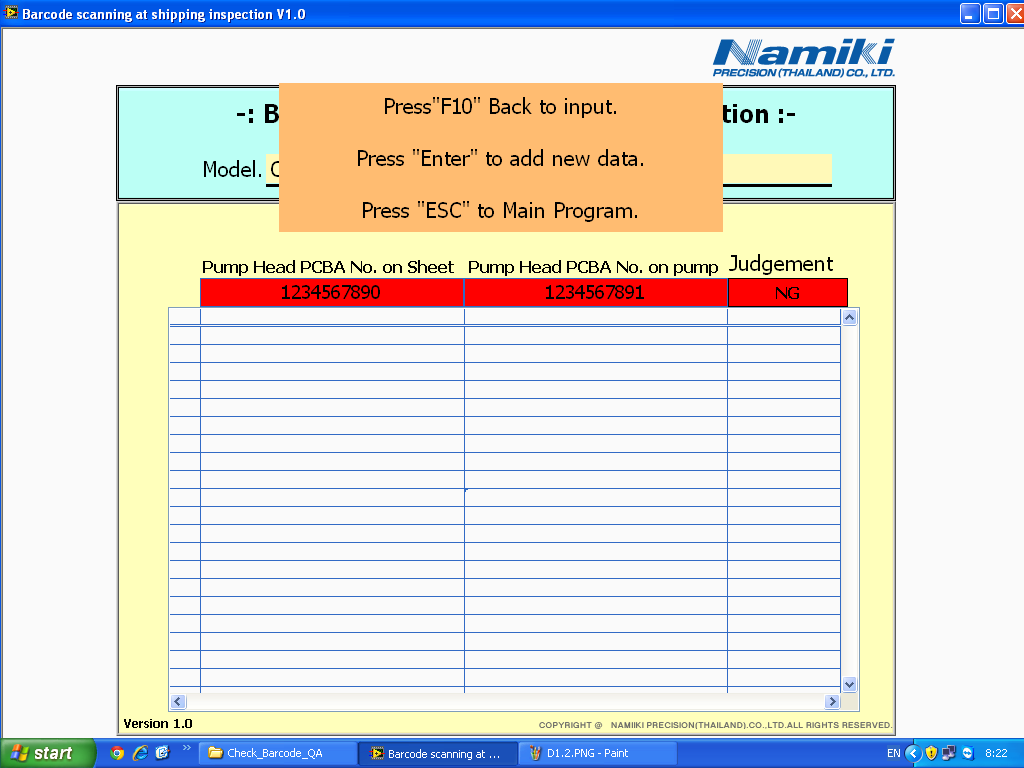 Barcode scanning at shipping inspection V1.0
Namiki
PRECISION (THAILAND) CO., LTD.
-: B
tion :-
Press"F10" Back to input.
Press "Enter" to add new data.
Press "ESC" to Main Program.
Model.
Pump Head PCBA No. on Sheet Pump Head PCBA No. on pump Judgement
1234567890 1234567891 NG
Version 1.0
COPYRIGHT @ NAMIIKI PRECISION(THAILAND).CO.,LTD.ALL RIGHTS RESERVED.
start Check_Barcode_QA Barcode scanning at ... D1.2.PNG - Paint EN 8:22